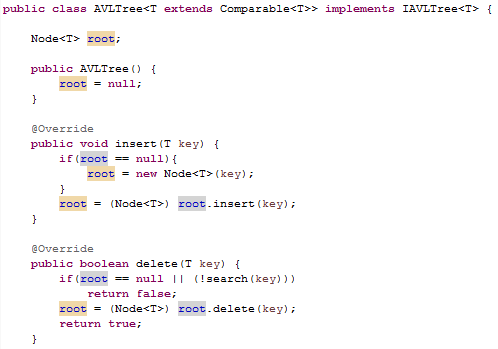 public class AVLTree<T extends Comparable<T>> implements IAVLTree<T> {
Node<T> root;
public AVLTree() {
root = null;
}
@Override
public void insert(T key) {
if(root == null){
root = new Node<T>(key);
}
root = (Node<T>) root.insert(key);
}
@Override
public boolean delete(T key) {
if(root == null || (!search(key)))
return false;
root = (Node<T>) root.delete(key);
return true;
}